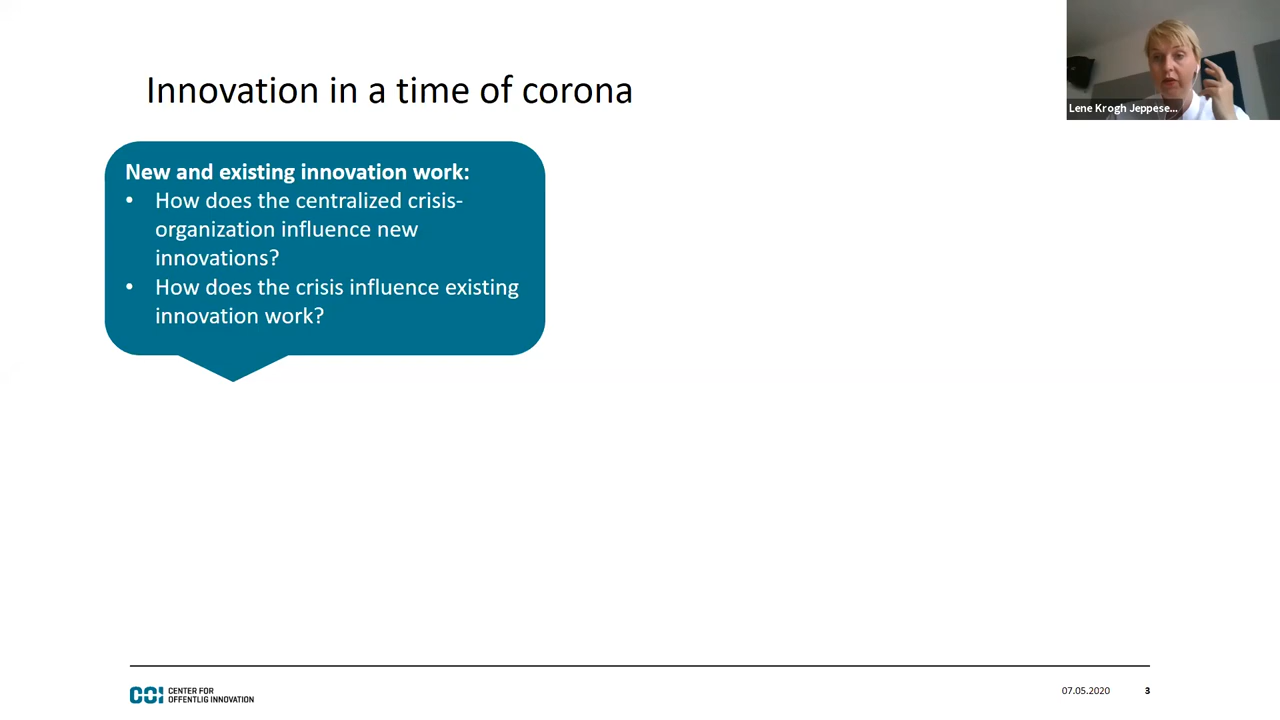 Innovation in a time of corona
Lene Krogh Jeppese...
New and existing innovation work:
• How does the centralized crisis-
organization influence new
innovations?
• How does the crisis influence existing
innovation work?
COI CENTER FOR
OFFENTLIG INNOVATION
07.05.2020 3